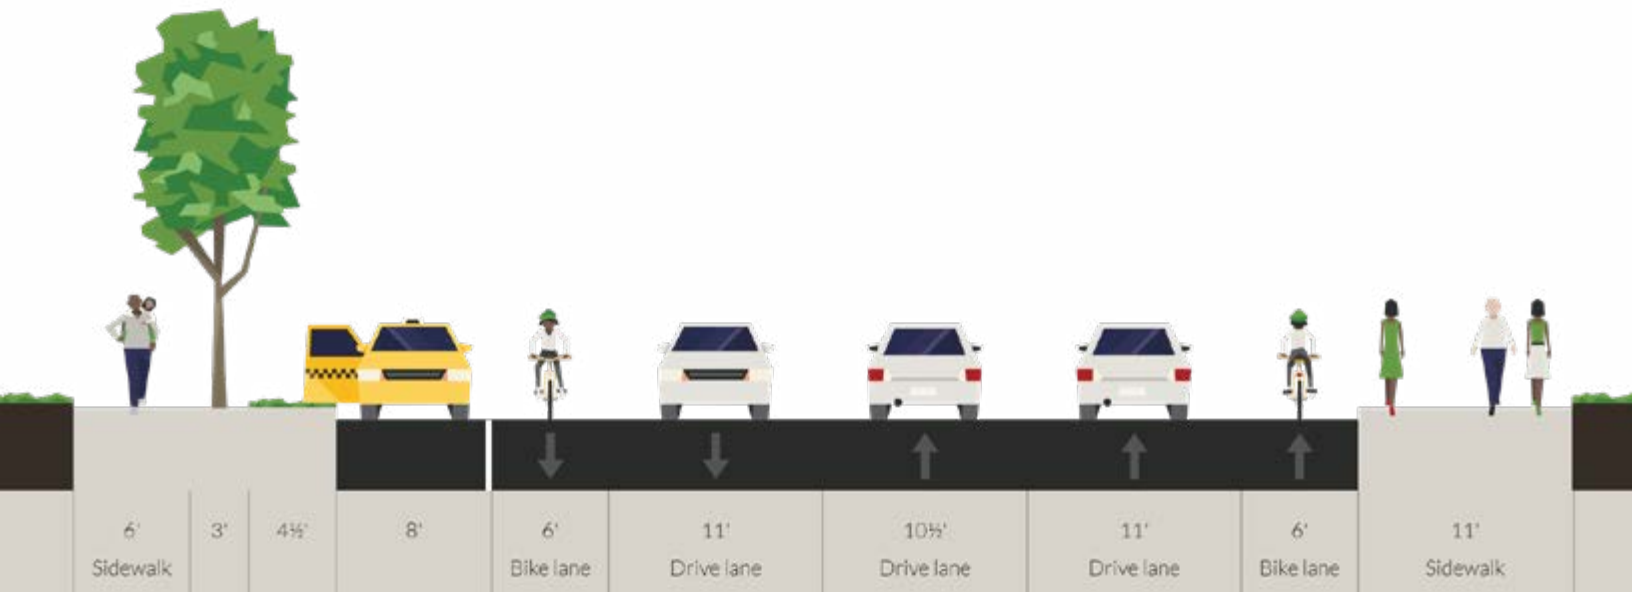 6' 3' 4½' 8' 6' 11' 10½' 11' 6' 11'
Sidewalk Bike lane Drive lane Drive lane Drive lane Bike lane Sidewalk